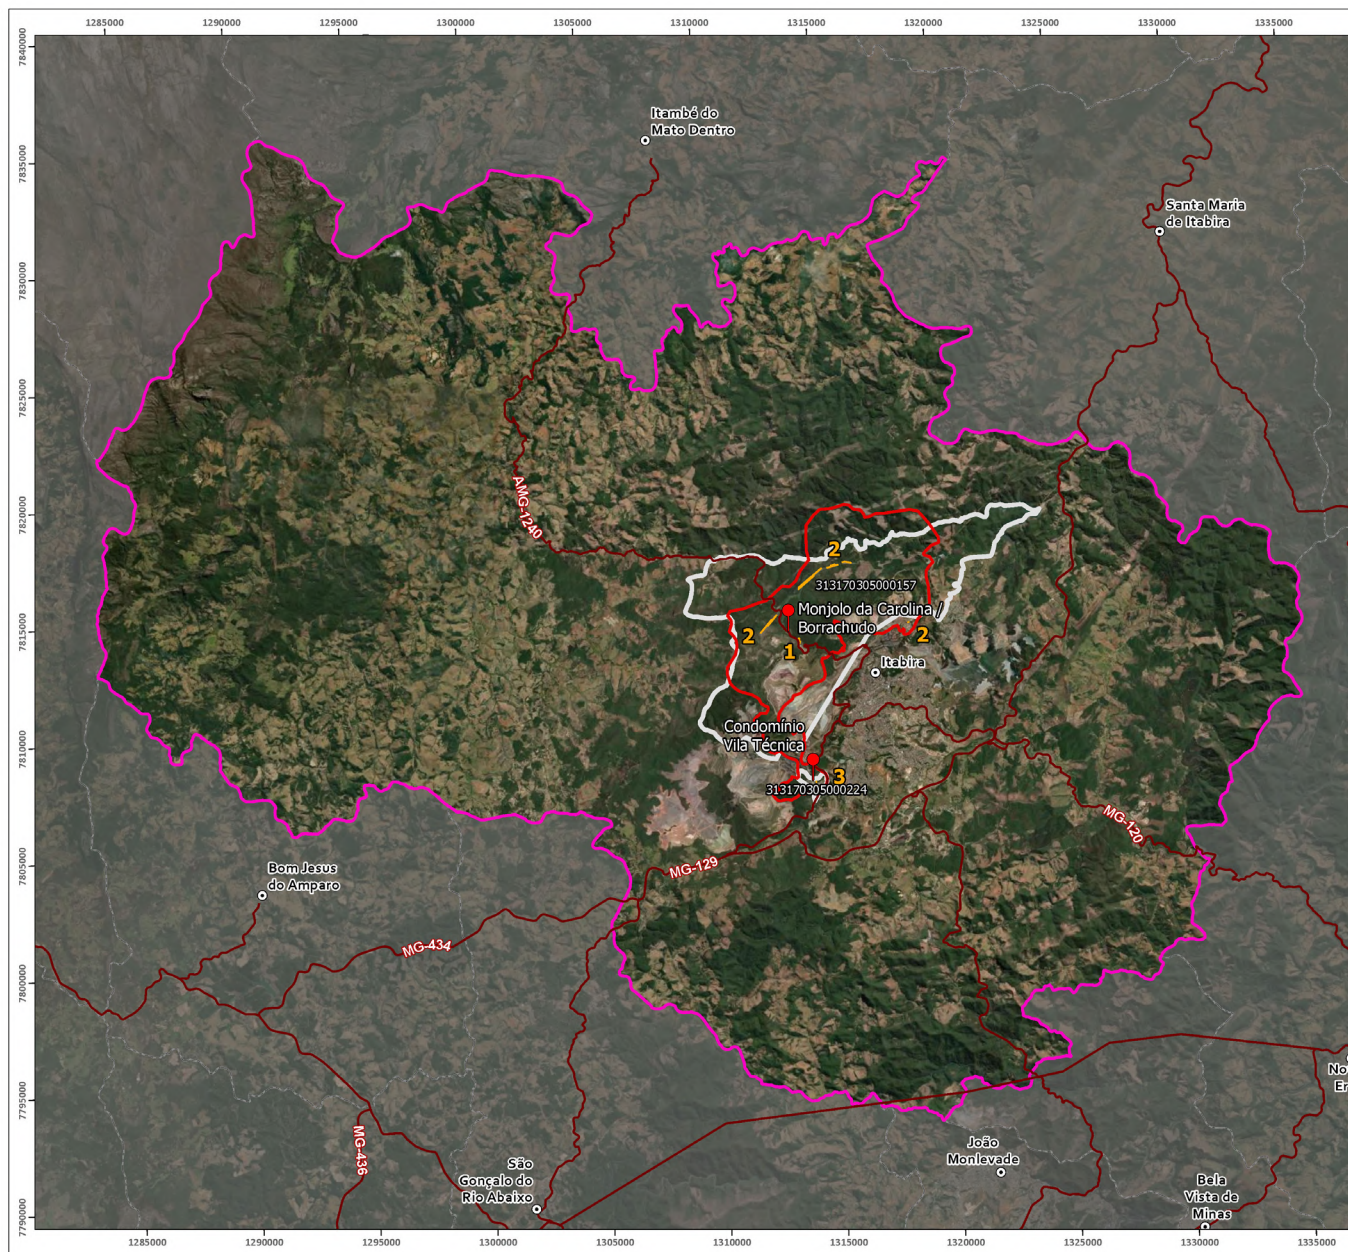 1285000 1290000 1295000 1300000 1305000 1310000 1315000 1320000 1325000 1330000 1335000
7840000
Itambé do
Mato Dentro
7835000
Santa Maria
de Itabira
7830000
7825000
AMG-1240
7820000
2
313170305000157
Monjolo da Carolina /
Borrachudo
7815000
2
2
1
Itabira
Condomínio
Vila Técnica
7810000
3
313170305000224
MG-120
MG-129
7805000
Bom Jesus
do Amparo
MG-434
7800000
No
Er
7795000
MG-436
João
Monlevade
São
Gonçalo do
Rio Abaixo
Bela
Vista de
Minas
7790000
1285000 1290000 1295000 1300000 1305000 1310000 1315000 1320000 1325000 1330000 1335000